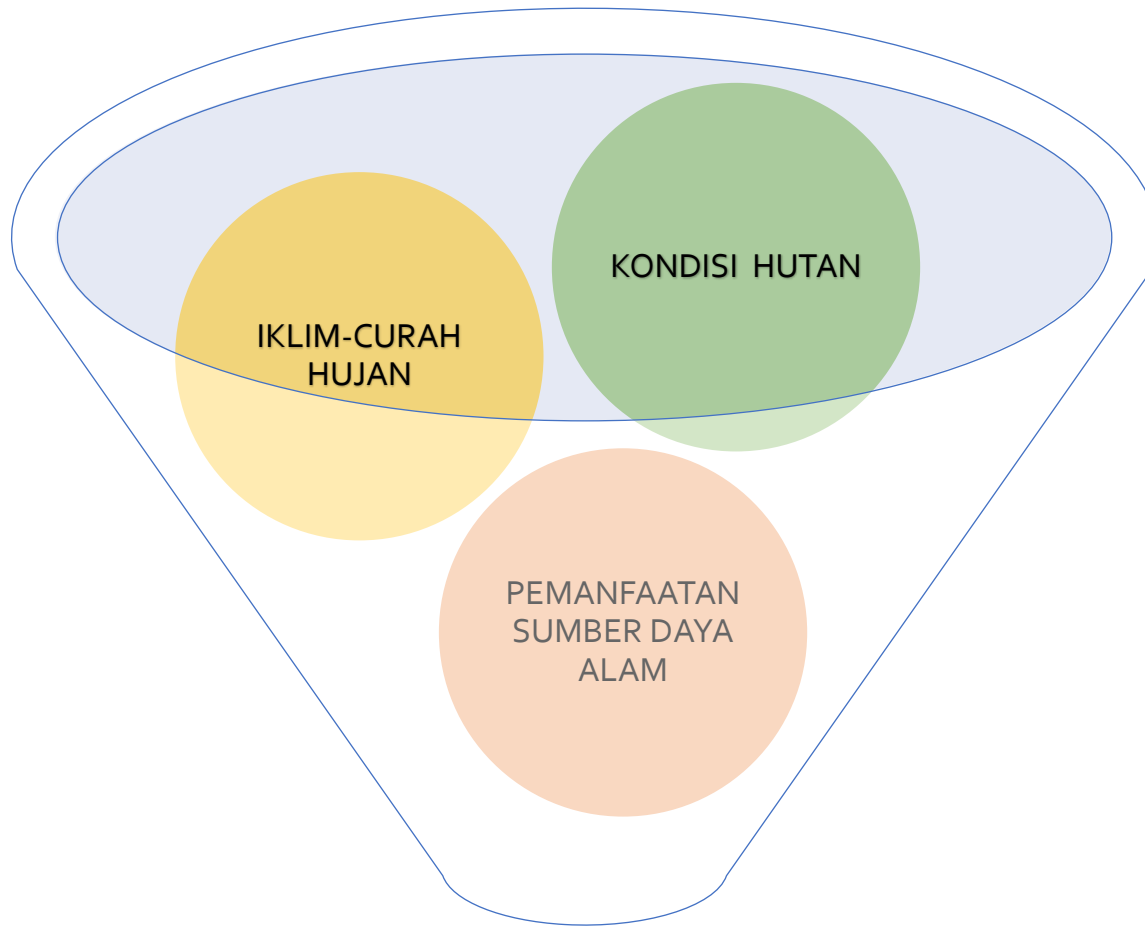 KONDISI HUTAN
IKLIM-CURAH
HUJAN
PEMANFAATAN
SUMBER DAYA
ALAM